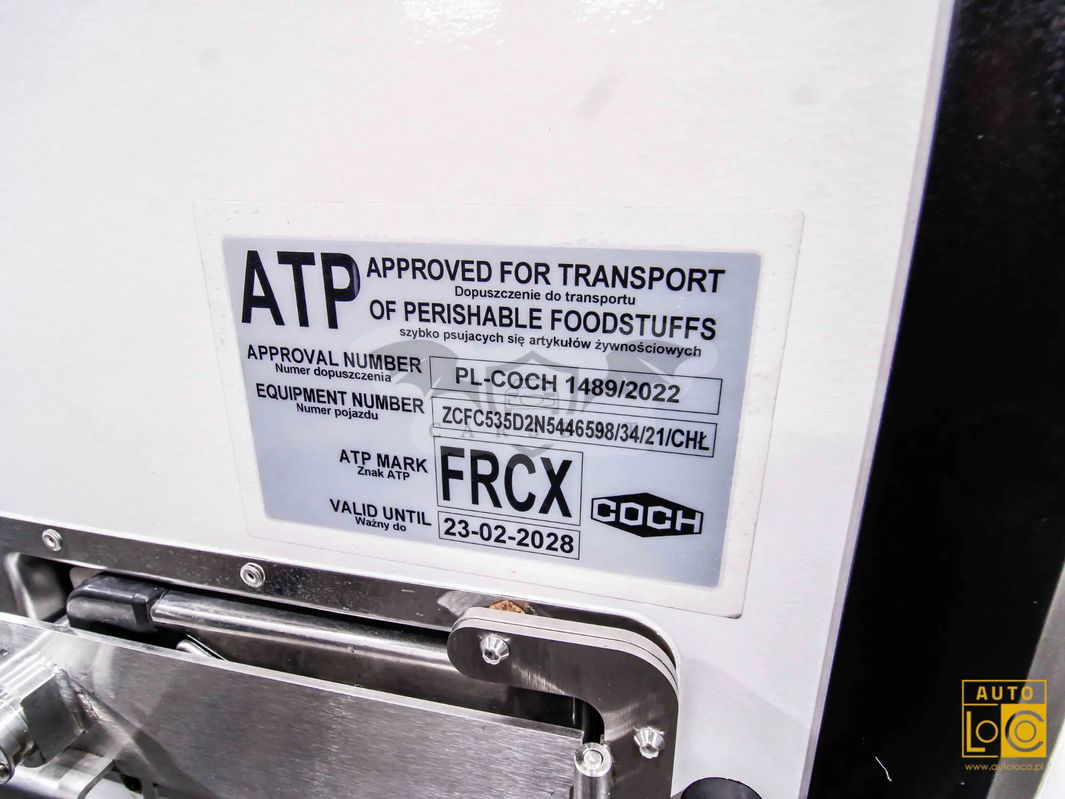 ATP APPROVED FOR TRANSPORT
Dopuszczenie do transportu
OF PERISHABLE FOODSTUFFS
szybko psujacych się artykułów żywnościowych
APPROVAL NUMBER PL-COCH 1489/2022
Numer dopuszczenia
EQUIPMENT NUMBER ZCFC535D2N5446598/34/21/CHŁ
Numer pojazdu
ATP MARK FRCX
Znak ATP
COCH
VALID UNTIL 23-02-2028
Ważny do
AUTO
LOCO
www.autoloco.pl